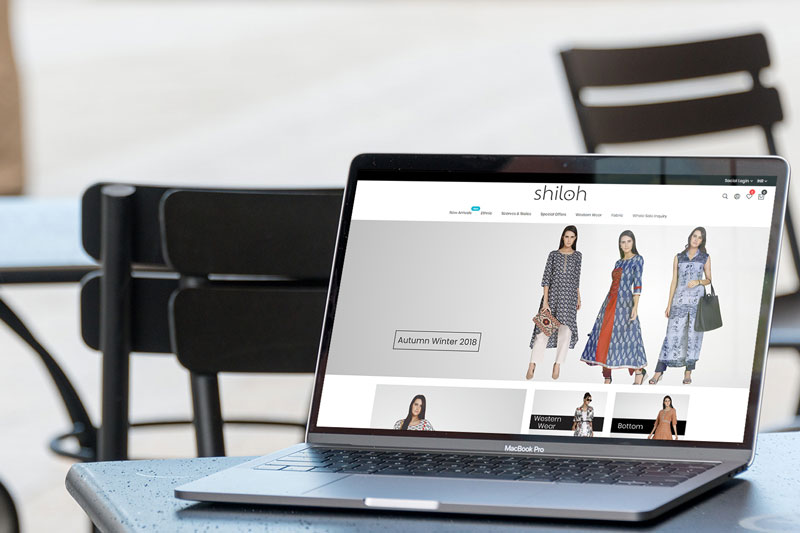 Social Login INR
shiloh
New Arrivals Ethnic Scarves & Stoles Special Offers Western Wear Fabric Whole Sale Inquiry
Autumn Winter 2018
Western
Wear
Bottom
MacBook Pro